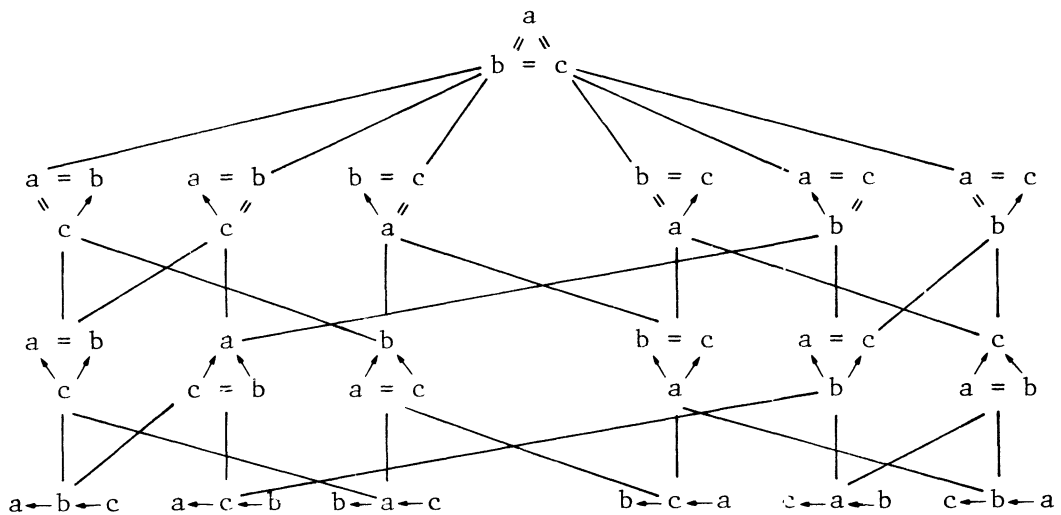 a
b = c
a = b a = b b = c b = c a = c a = c
c c a a b b
a = b a b b = c a = c c
c c = b a = c a b a = b
a←b←c a←c←b b←a←c b←c←a c←a←b c←b←a